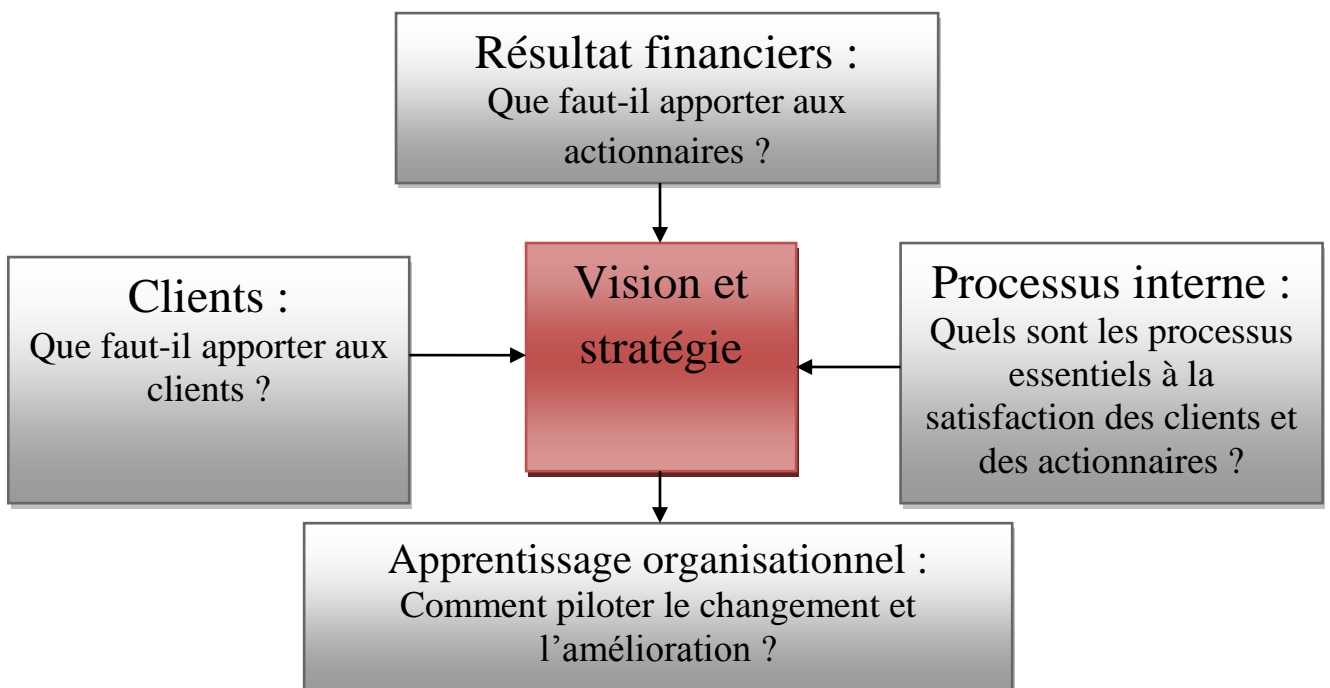 Résultat financiers :
Que faut-il apporter aux
actionnaires ?
Clients :
Que faut-il apporter aux
clients ?
Vision et
stratégie
Processus interne :
Quels sont les processus
essentiels à la
satisfaction des clients et
des actionnaires ?
Apprentissage organisationnel :
Comment piloter le changement et
l’amélioration ?